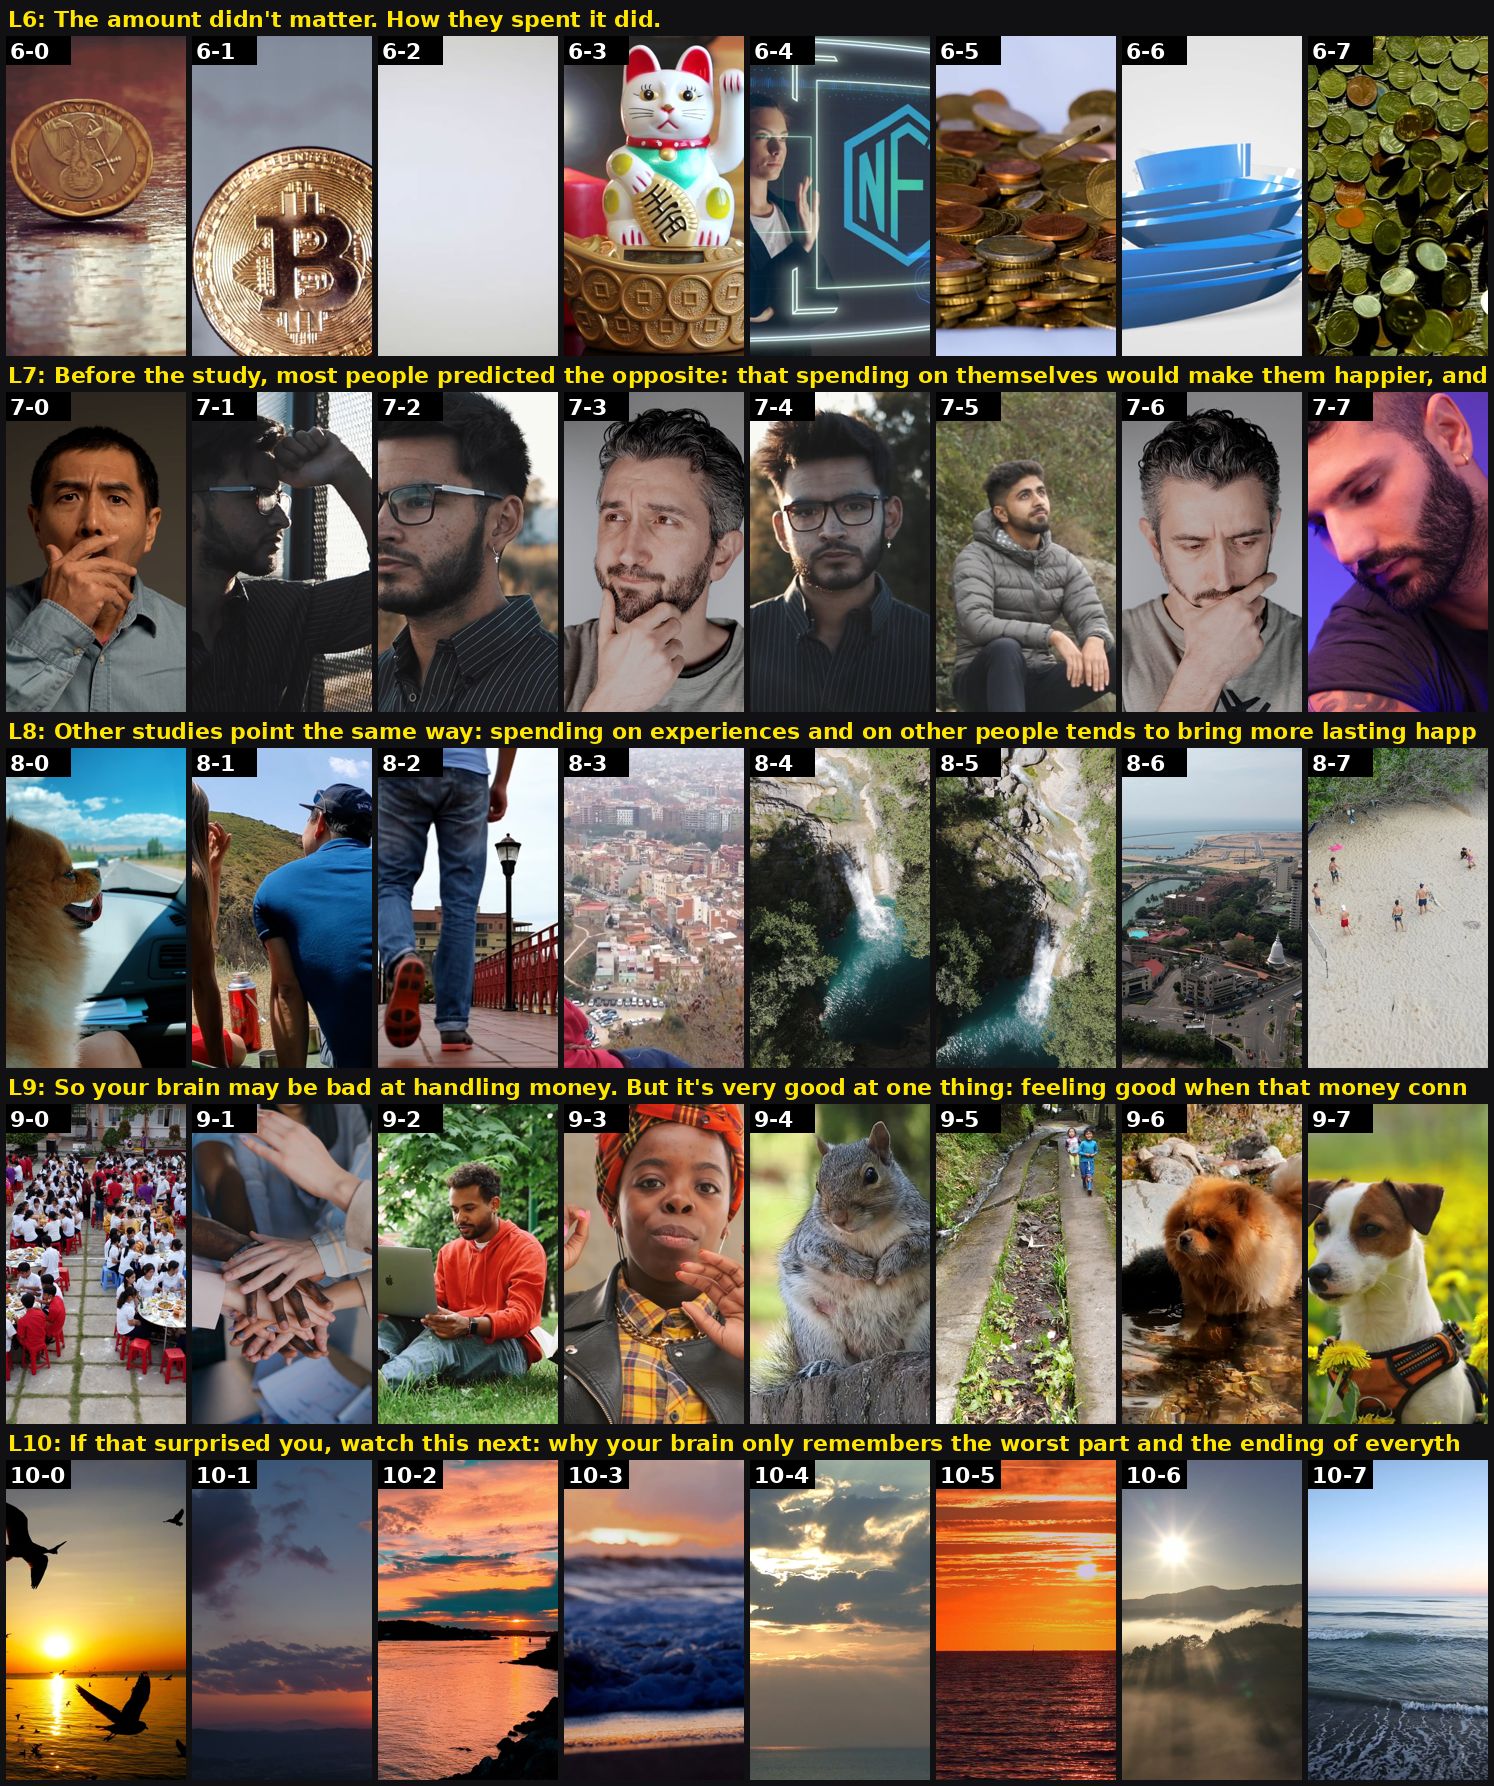 L6: The amount didn't matter. How they spent it did.
6-0 6-1 6-2 6-3 6-4 6-5 6-6 6-7
NF
B
L7: Before the study, most people predicted the opposite: that spending on themselves would make them happier, and
7-0 7-1 7-2 7-3 7-4 7-5 7-6 7-7
L8: Other studies point the same way: spending on experiences and on other people tends to bring more lasting happ
8-0 8-1 8-2 8-3 8-4 8-5 8-6 8-7
L9: So your brain may be bad at handling money. But it's very good at one thing: feeling good when that money conn
9-0 9-1 9-2 9-3 9-4 9-5 9-6 9-7
L10: If that surprised you, watch this next: why your brain only remembers the worst part and the ending of everyth
10-0 10-1 10-2 10-3 10-4 10-5 10-6 10-7